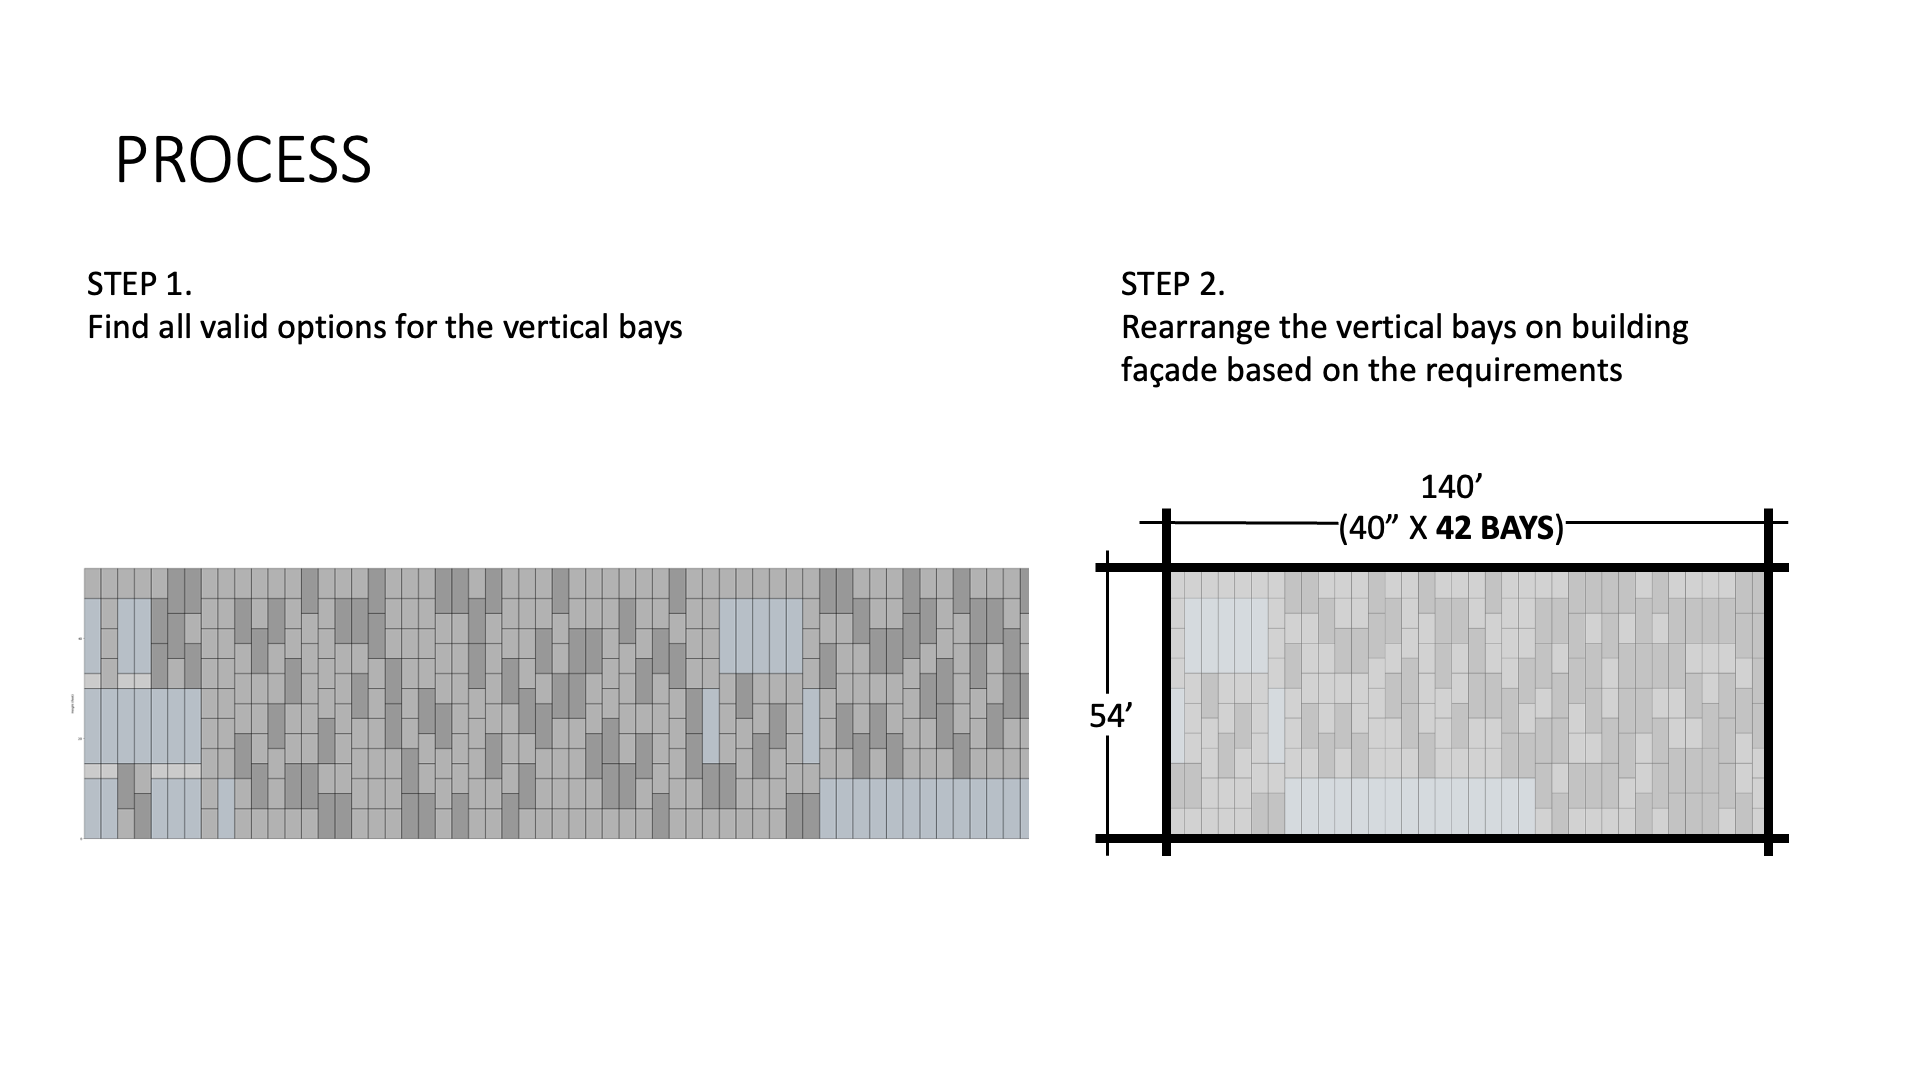 PROCESS
STEP 1.
Find all valid options for the vertical bays
STEP 2.
Rearrange the vertical bays on building
façade based on the requirements
140’
(40” X 42 BAYS)
54’